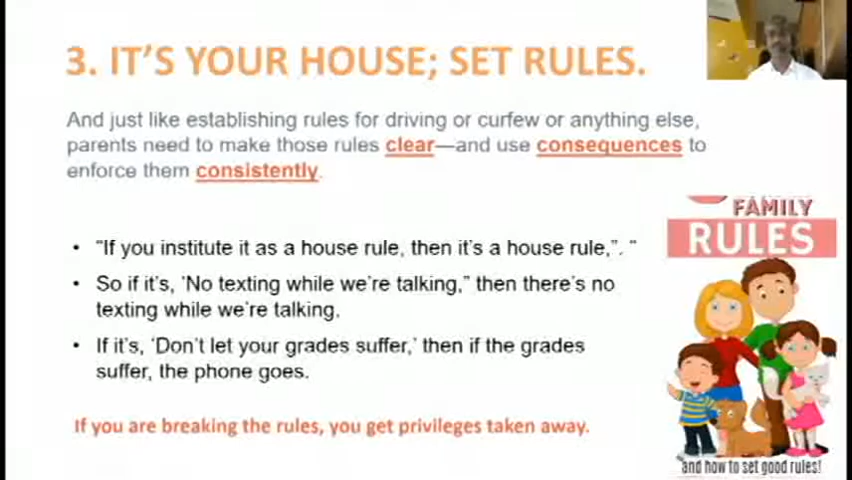 3. IT'S YOUR HOUSE; SET RULES.
And just like establishing rules for driving or curfew or anything else,
parents need to make those rules clear—and use consequences to
enforce them consistently.
• "If you institute it as a house rule, then it's a house rule,". "
• So if it's, 'No texting while we're talking," then there's no
texting while we're talking.
• If it's, 'Don't let your grades suffer,' then if the grades
suffer, the phone goes.
If you are breaking the rules, you get privileges taken away.
FAMILY
RULES
and how to set good rules!